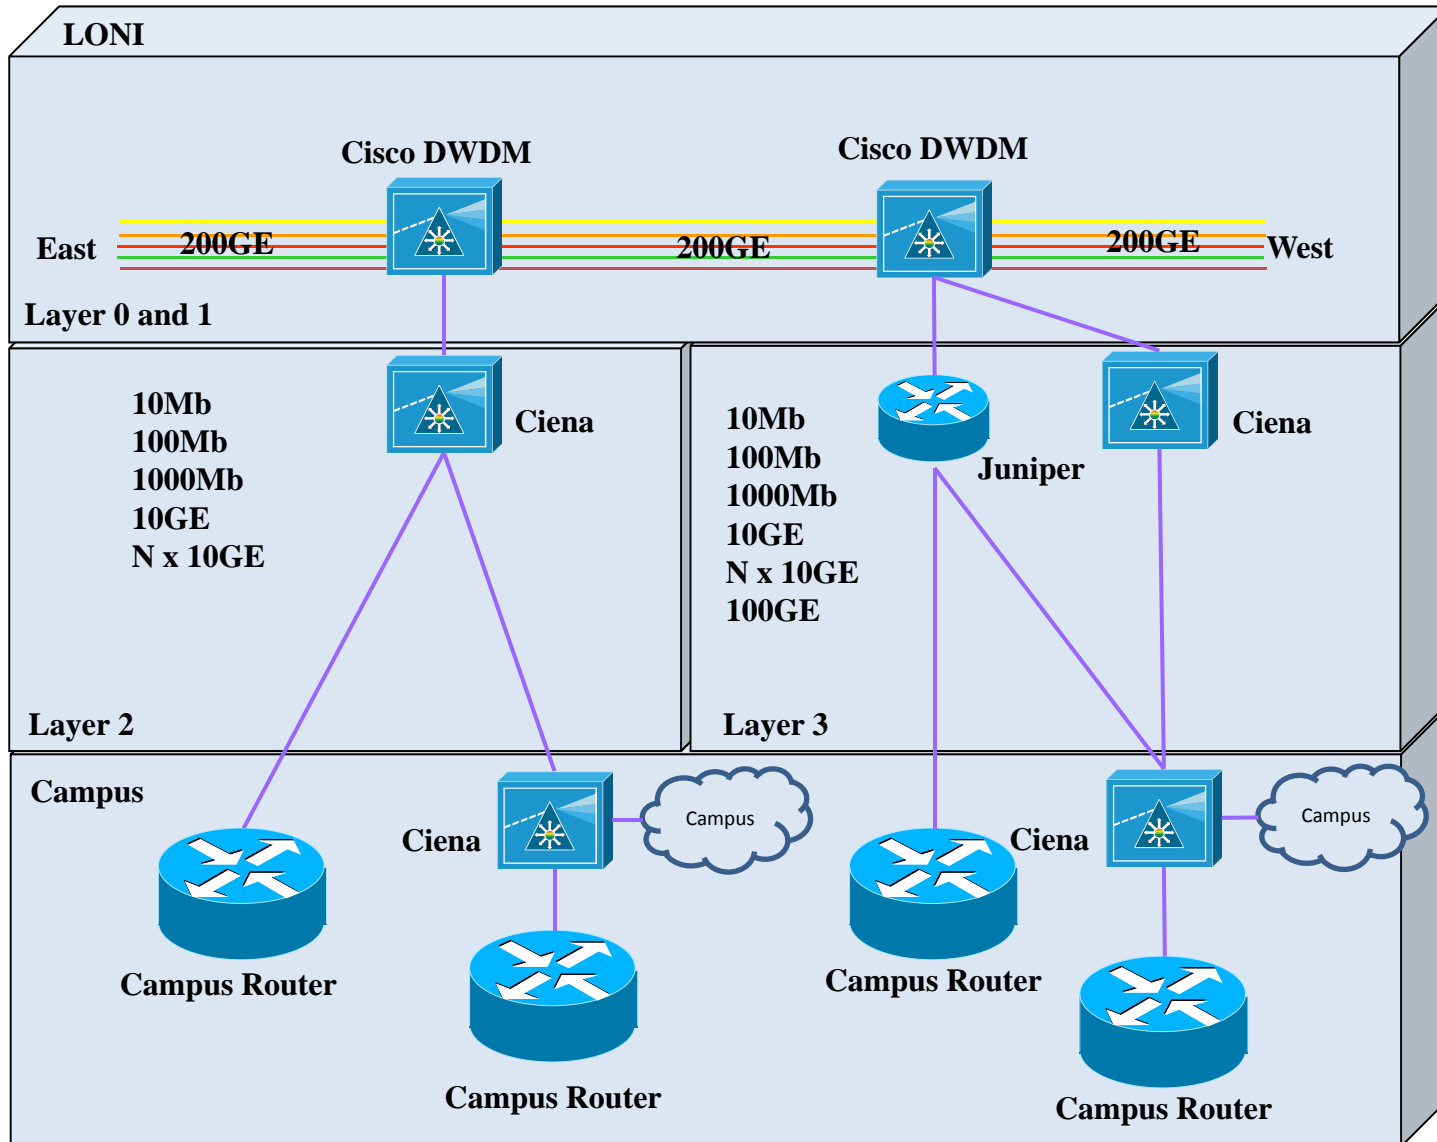 LONI
Cisco DWDM
Cisco DWDM
East
200GE
200GE
200GE
West
Layer 0 and 1
10Mb
100Mb
1000Mb
10GE
N x 10GE
Ciena
Layer 2
10Mb
100Mb
1000Mb
10GE
N x 10GE
100GE
Juniper
Ciena
Layer 3
Campus
Ciena
Campus
Campus Router
Campus Router
Ciena
Campus
Campus Router
Campus Router